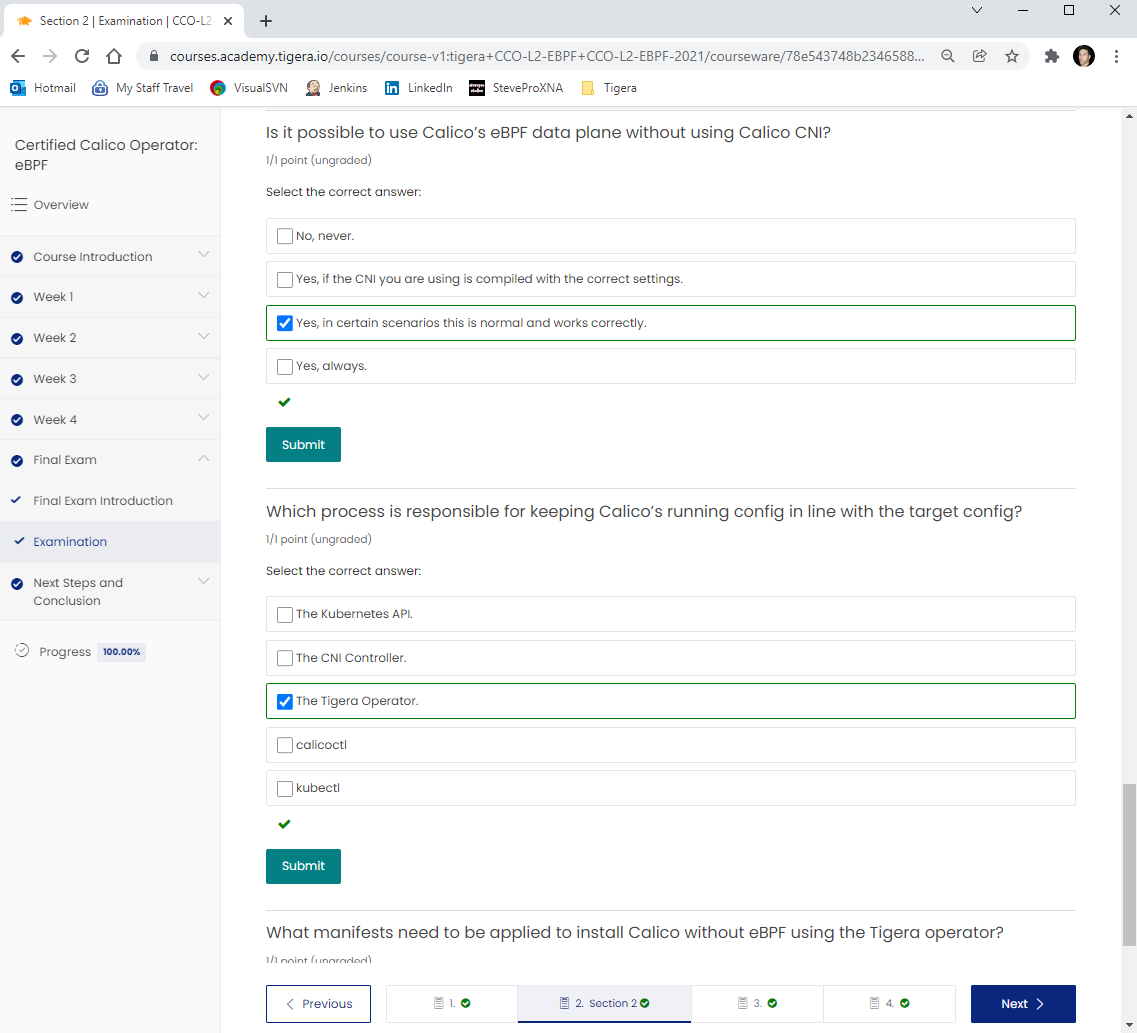 Section 2 | Examination | CCO-L2-
courses.academy.tigera.io/courses/course-v1:tigera+CCO-L2-EBPF+CCO-L2-EBPF-2021/courseware/78e543748b2346588...
Hotmail
My Staff Travel
VisualSVN
Jenkins
LinkedIn
SteveProXNA
Tigera
Certified Calico Operator:
eBPF
Overview
Course Introduction
Week 1
Week 2
Week 3
Week 4
Final Exam
Final Exam Introduction
Examination
Next Steps and
Conclusion
Progress 100.00%
Is it possible to use Calico’s eBPF data plane without using Calico CNI?
1/1 point (ungraded)
Select the correct answer:
No, never.
Yes, if the CNI you are using is compiled with the correct settings.
Yes, in certain scenarios this is normal and works correctly.
Yes, always.
Submit
Which process is responsible for keeping Calico’s running config in line with the target config?
1/1 point (ungraded)
Select the correct answer:
The Kubernetes API.
The CNI Controller.
The Tigera Operator.
calicoctl
kubectl
Submit
What manifests need to be applied to install Calico without eBPF using the Tigera operator?
1/1 point (ungraded)
Previous
1.
2. Section 2
3.
4.
Next